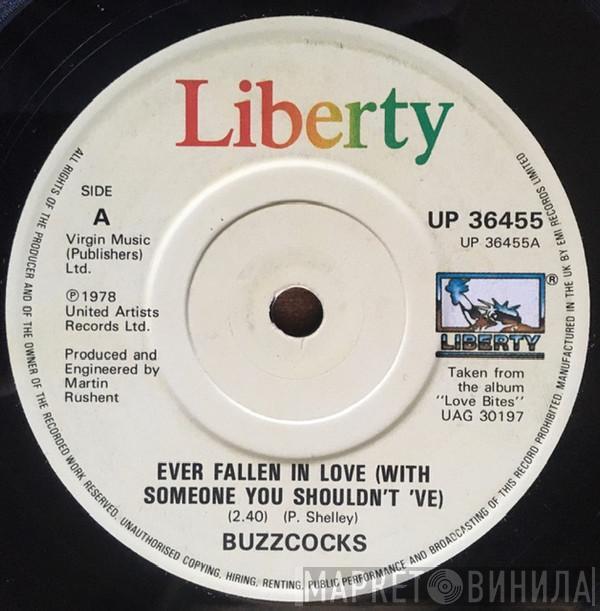 Liberty
SIDE
A
Virgin Music
(Publishers)
Ltd.
℗ 1978
United Artists
Records Ltd.
Produced and
Engineered by
Martin
Rushent
UP 36455
UP 36455A
®
LIBERTY
Taken from
the album
"Love Bites"
UAG 30197
EVER FALLEN IN LOVE (WITH
SOMEONE YOU SHOULDN'T 'VE)
(2.40) (P. Shelley)
BUZZCOCKS
ALL RIGHTS OF THE PRODUCER AND OF THE OWNER OF THE RECORDED WORK RESERVED. UNAUTHORISED COPYING, HIRING, RENTING, PUBLIC PERFORMANCE AND BROADCASTING OF THIS RECORD PROHIBITED. MANUFACTURED IN THE UK BY EMI RECORDS LIMITED
МАРКЕТ ВИНИЛА